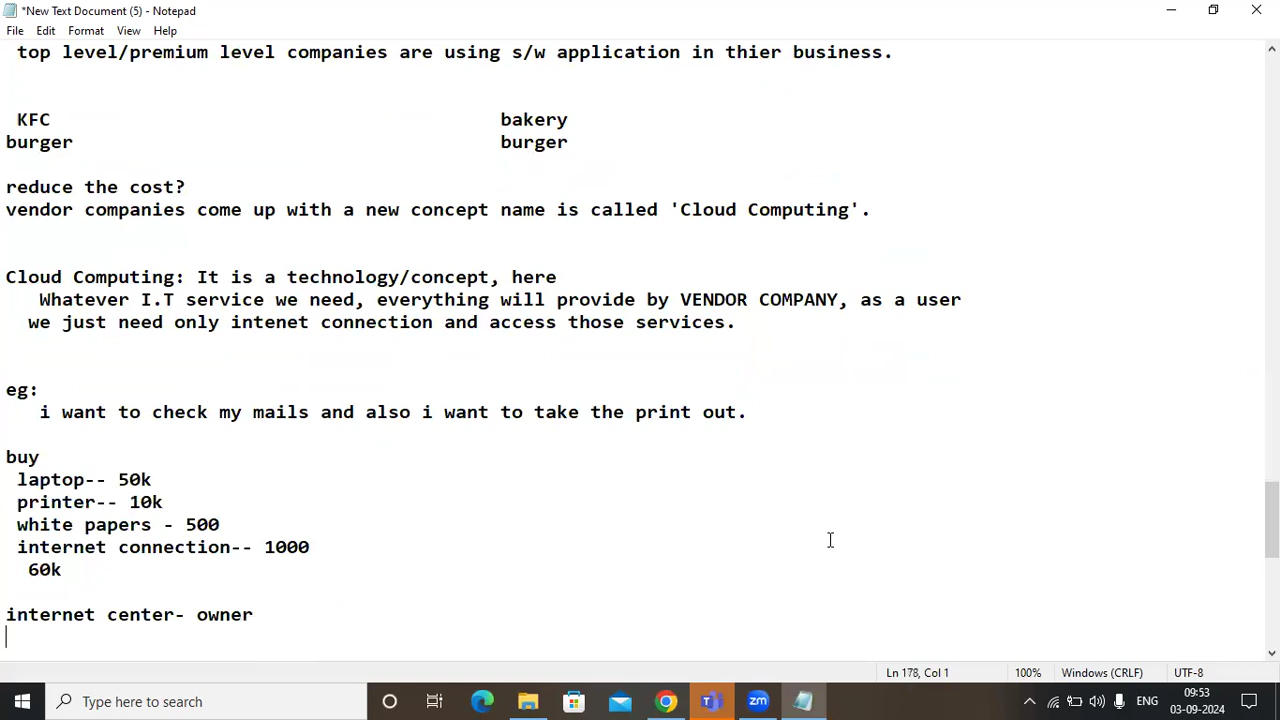 *New Text Document (5) - Notepad
File Edit Format View Help
top level/premium level companies are using s/w application in thier business.
KFC bakery
burger burger
reduce the cost?
vendor companies come up with a new concept name is called 'Cloud Computing'.
Cloud Computing: It is a technology/concept, here
Whatever I.T service we need, everything will provide by VENDOR COMPANY, as a user
we just need only intenet connection and access those services.
eg:
i want to check my mails and also i want to take the print out.
buy
laptop-- 50k
printer-- 10k
white papers - 500
internet connection-- 1000
60k
internet center- owner
Ln 178, Col 1 100% Windows (CRLF) UTF-8
Type here to search zm ENG 09:53
03-09-2024